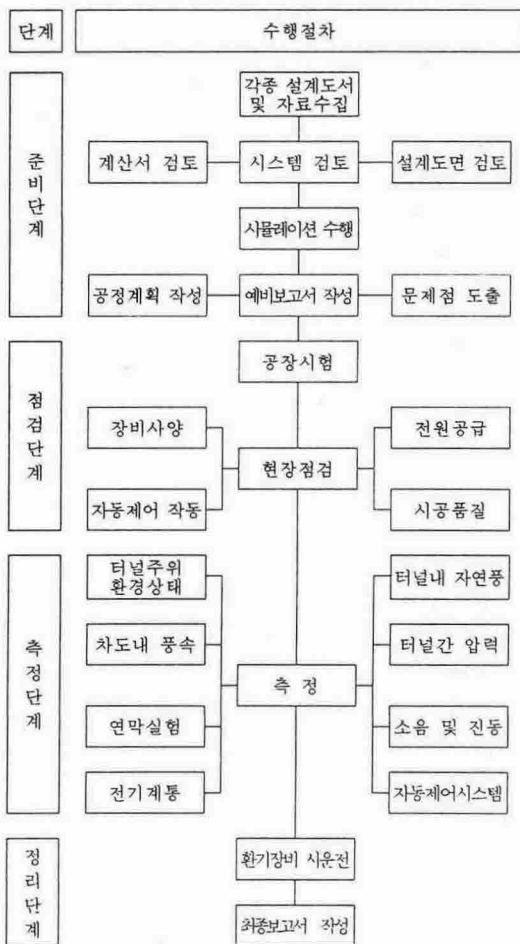 단계
수행절차
준비단계
각종 설계도서
및 자료수집
계산서 검토
시스템 검토
설계도면 검토
시뮬레이션 수행
공정계획 작성
예비보고서 작성
문제점 도출
점검단계
공장시험
장비사양
전원공급
현장점검
자동제어 작동
시공품질
측정단계
터널주위
환경상태
터널내 자연풍
차도내 풍속
터널간 압력
측 정
연막실험
소음 및 진동
전기계통
자동제어시스템
정리단계
환기장비 시운전
최종보고서 작성